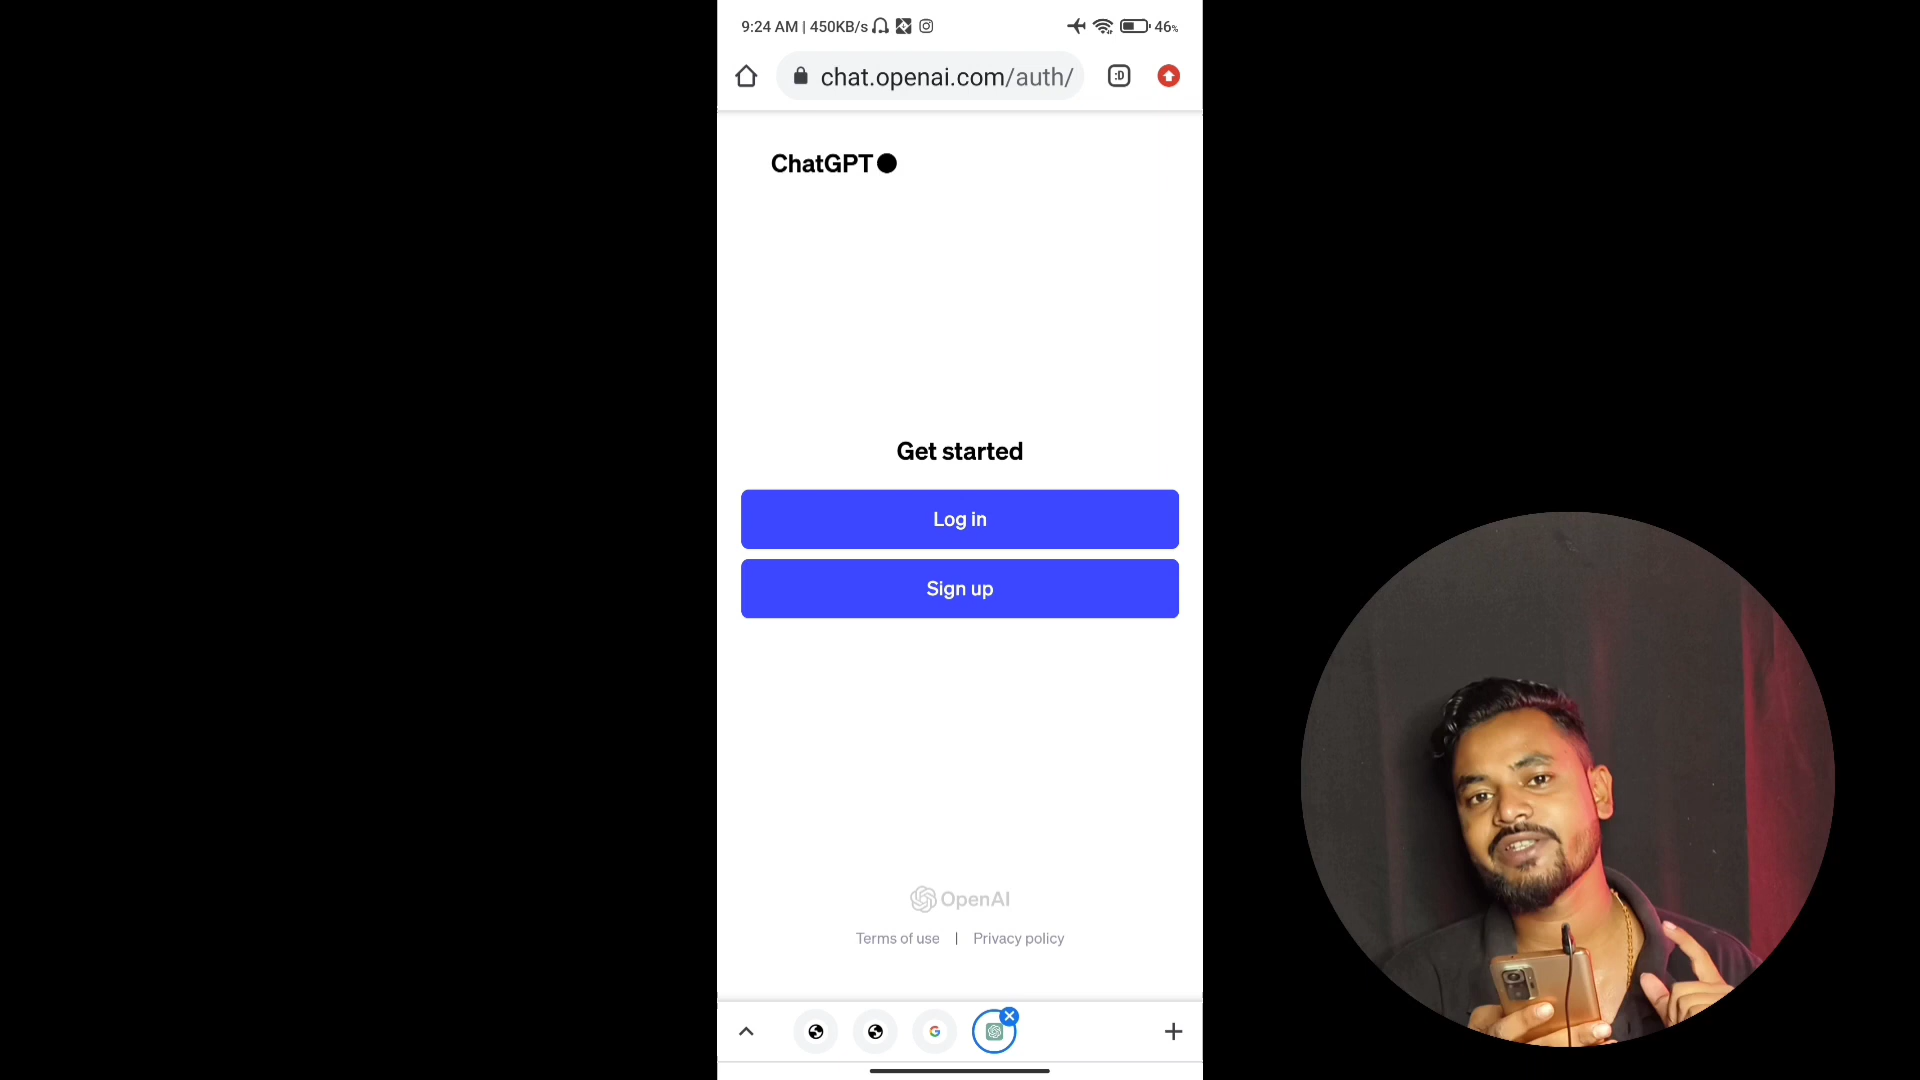 9:24 AM | 450KB/s
46%
chat.openai.com/auth/
:D
ChatGPT
Get started
Log in
Sign up
OpenAI
Terms of use | Privacy policy